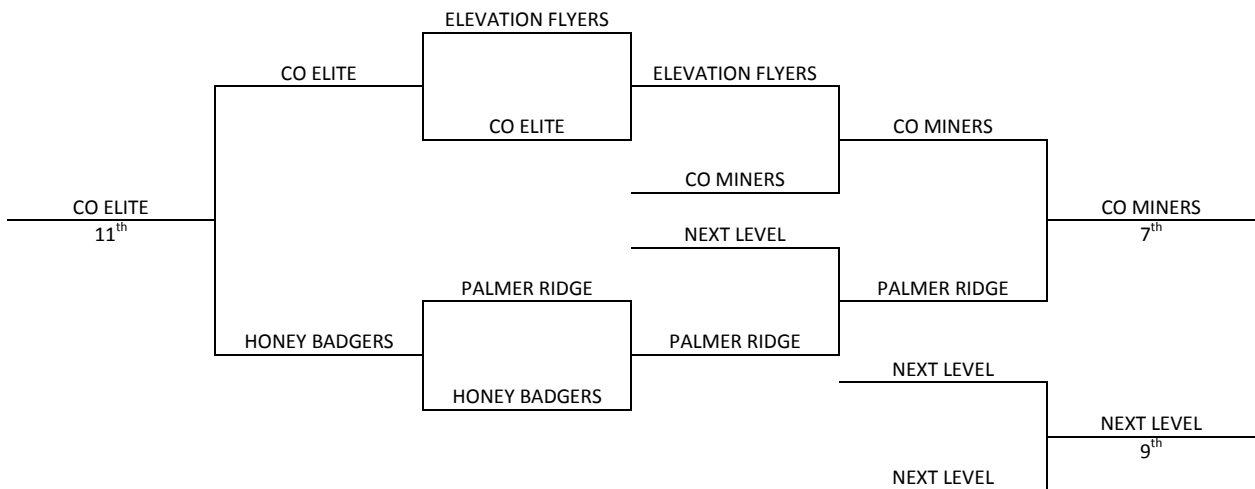 ELEVATION FLYERS
CO ELITE
ELEVATION FLYERS
CO ELITE
CO MINERS
CO MINERS
CO ELITE
11th
CO MINERS
7th
NEXT LEVEL
PALMER RIDGE
PALMER RIDGE
HONEY BADGERS
PALMER RIDGE
NEXT LEVEL
HONEY BADGERS
NEXT LEVEL
9th
NEXT LEVEL